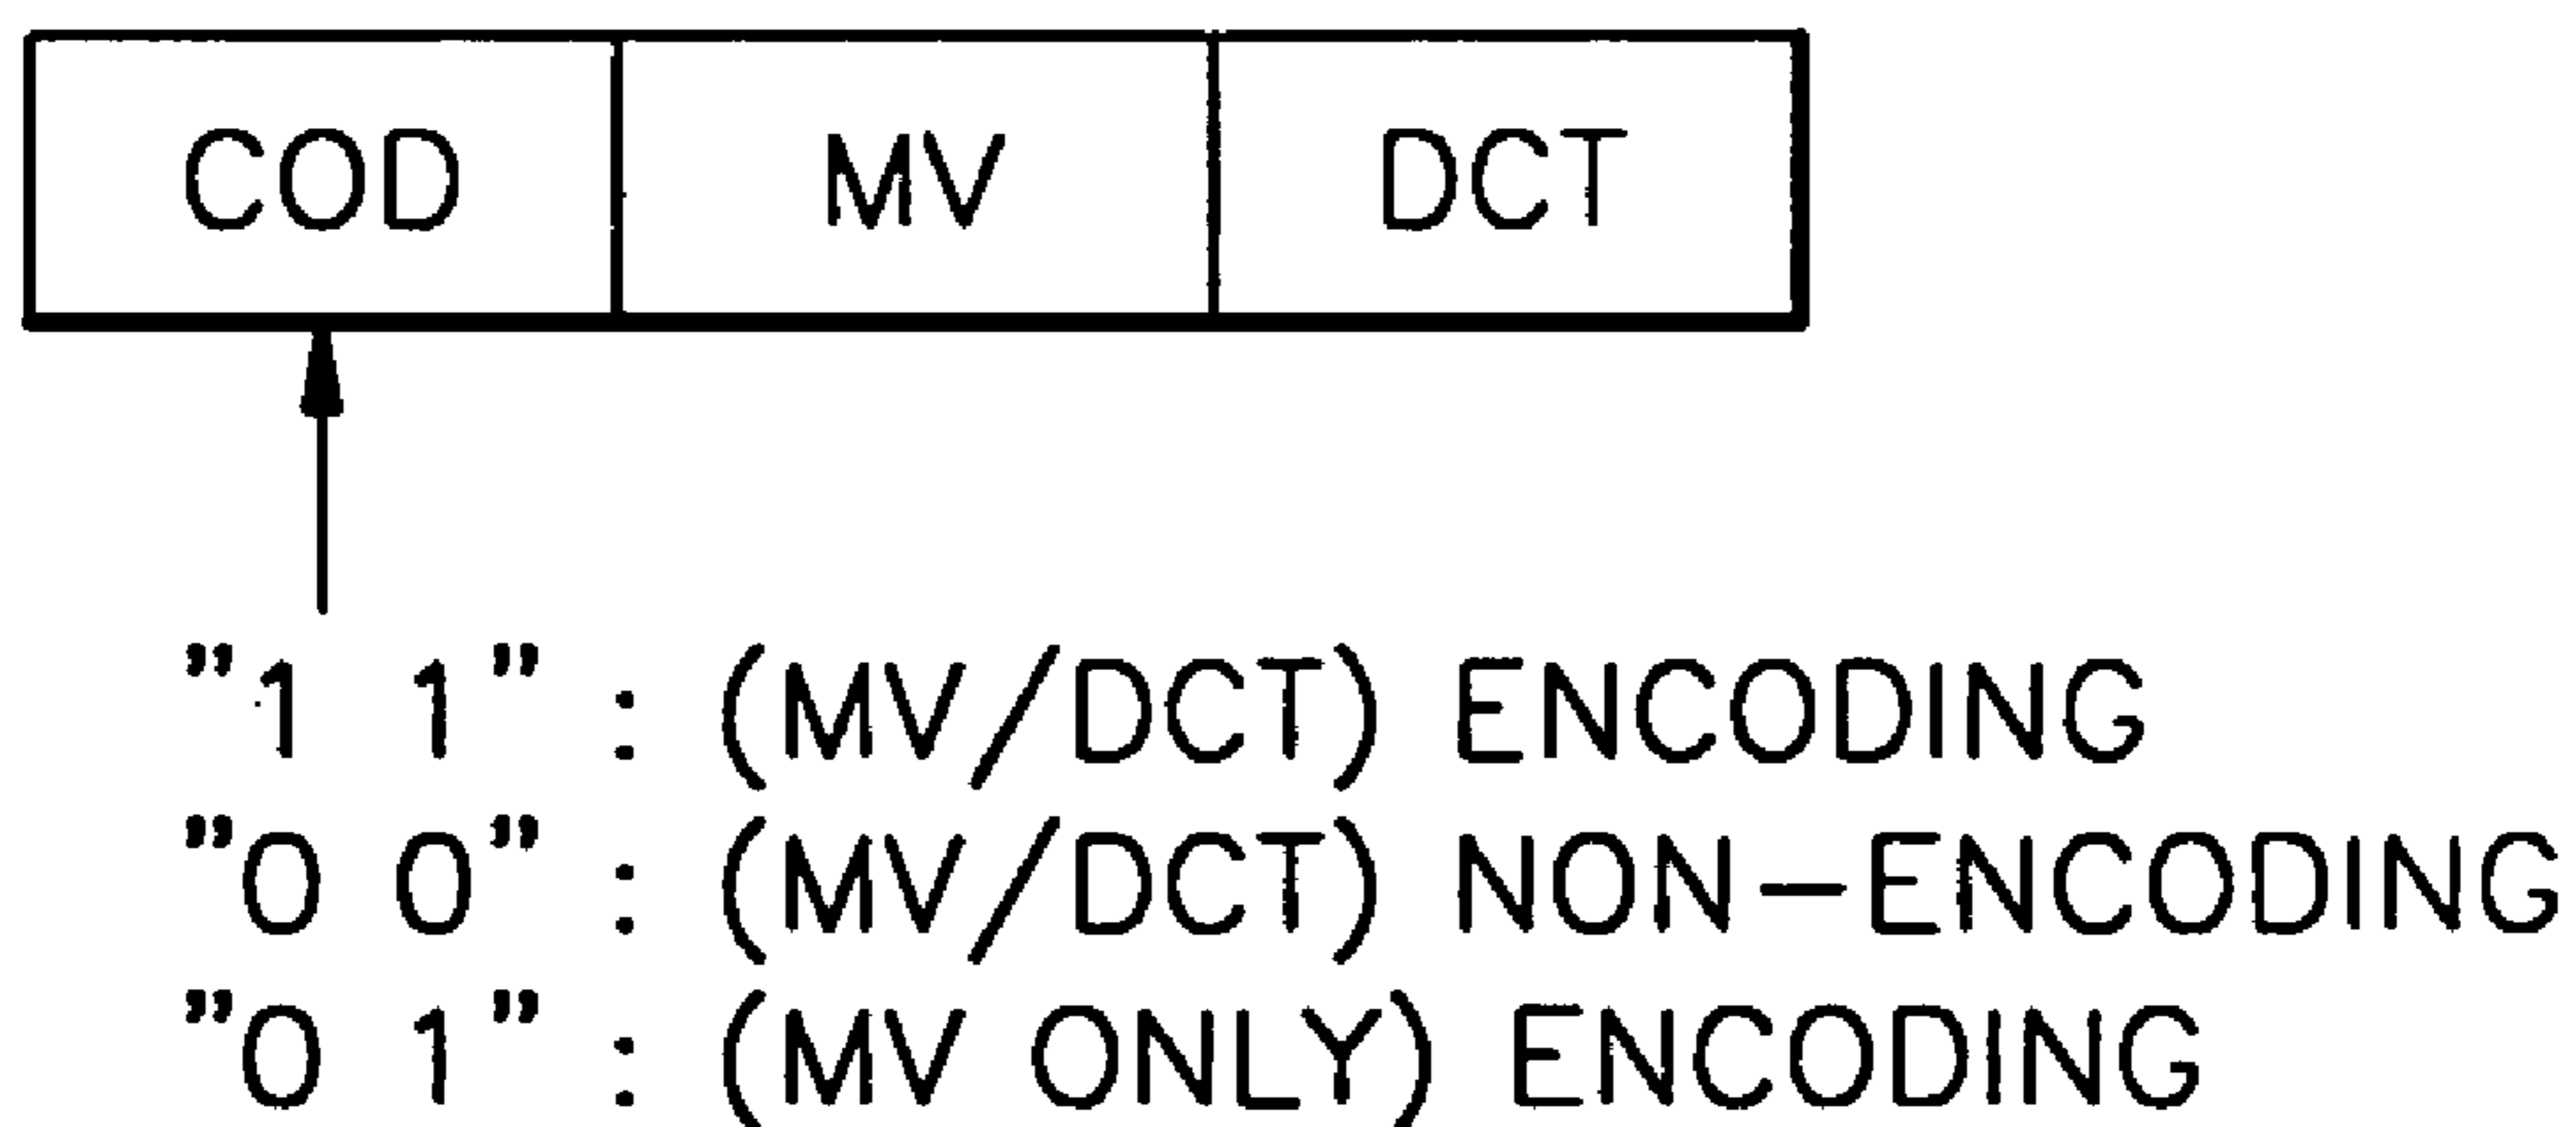 COD MV DCT
"1 1" : (MV/DCT) ENCODING
"0 0" : (MV/DCT) NON-ENCODING
"0 1" : (MV ONLY) ENCODING